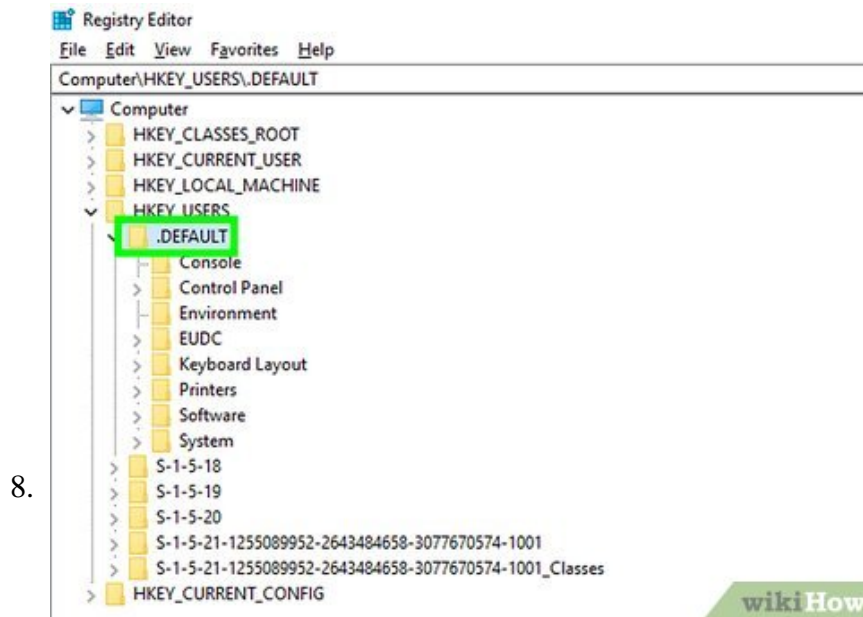 Registry Editor
File Edit View Favorites Help
Computer\HKEY_USERS\.DEFAULT
Computer
HKEY_CLASSES_ROOT
HKEY_CURRENT_USER
HKEY_LOCAL_MACHINE
HKEY_USERS
.DEFAULT
Console
Control Panel
Environment
EUDC
Keyboard Layout
Printers
Software
System
S-1-5-18
8.
S-1-5-19
S-1-5-20
S-1-5-21-1255089952-2643484658-3077670574-1001
S-1-5-21-1255089952-2643484658-3077670574-1001_Classes
HKEY_CURRENT_CONFIG
wikiHow